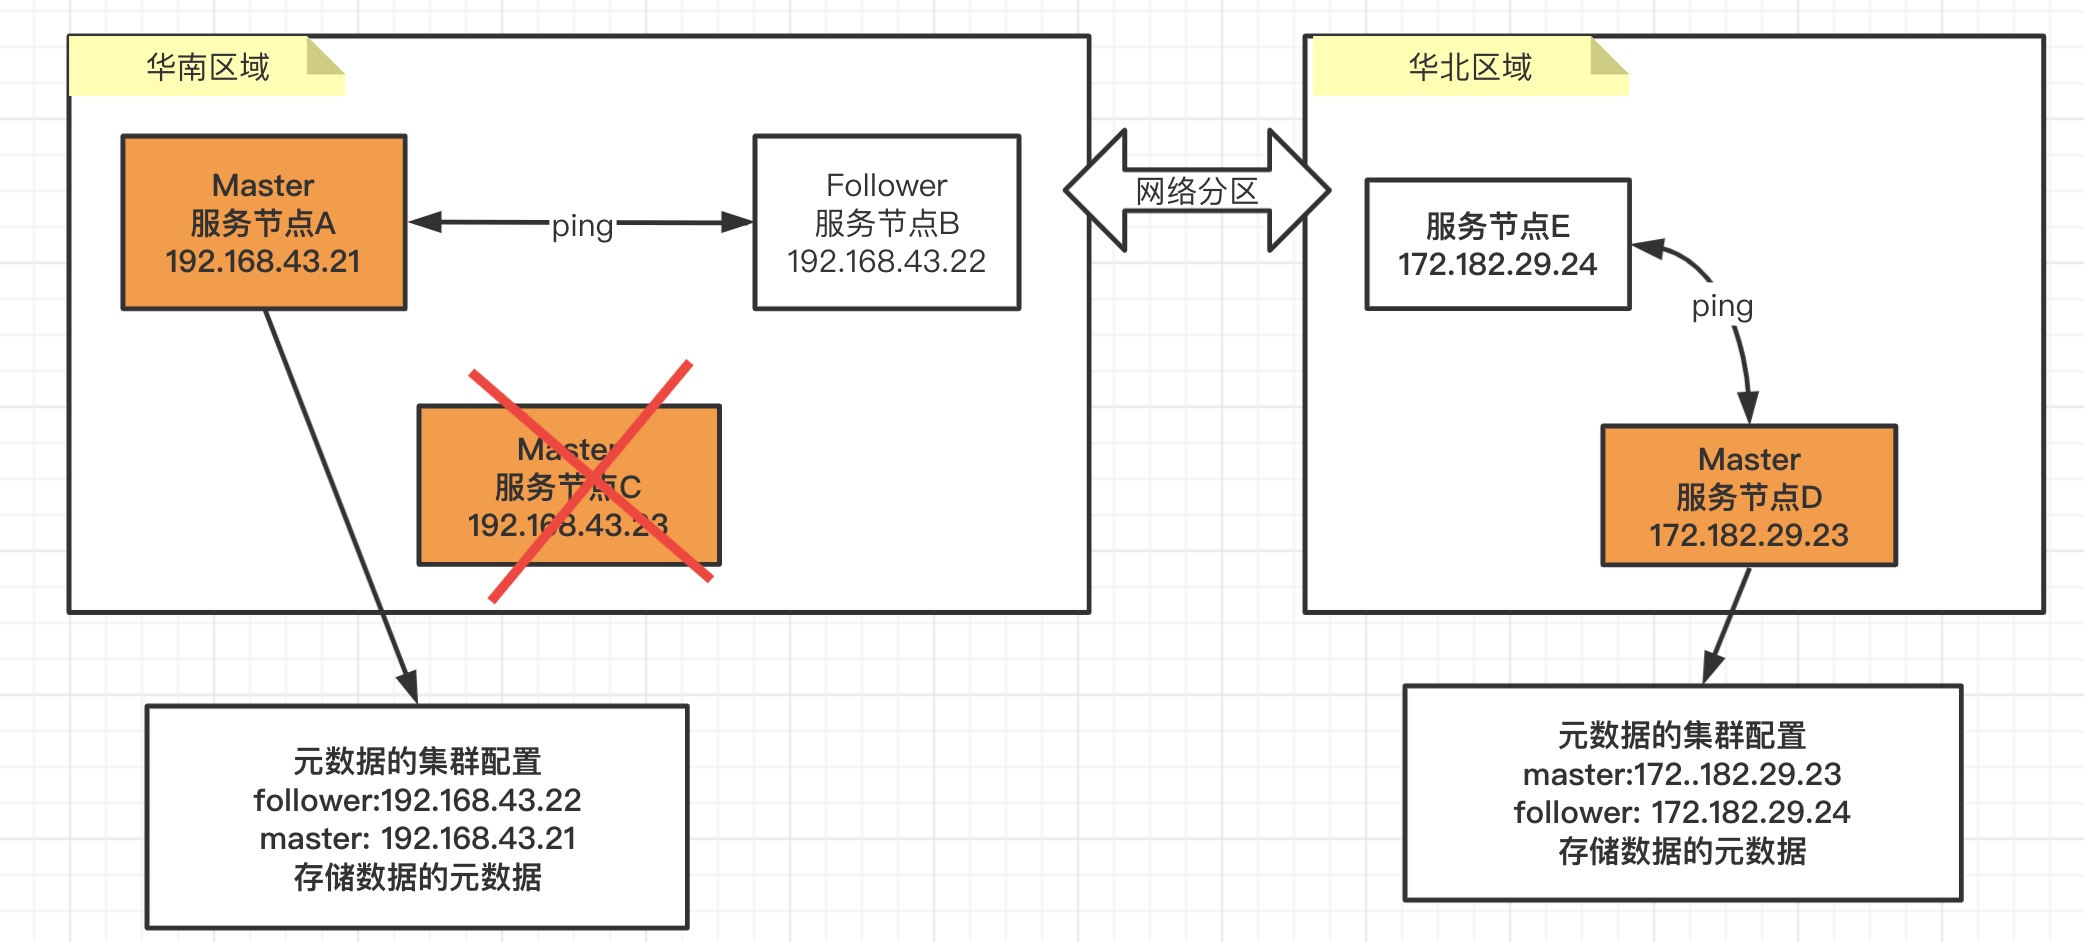 华南区域
Master
服务节点A
192.168.43.21
ping
Follower
服务节点B
192.168.43.22
Master
服务节点C
192.168.43.23
网络分区
华北区域
服务节点E
172.182.29.24
ping
Master
服务节点D
172.182.29.23
元数据的集群配置
follower:192.168.43.22
master: 192.168.43.21
存储数据的元数据
元数据的集群配置
master:172..182.29.23
follower: 172.182.29.24
存储数据的元数据